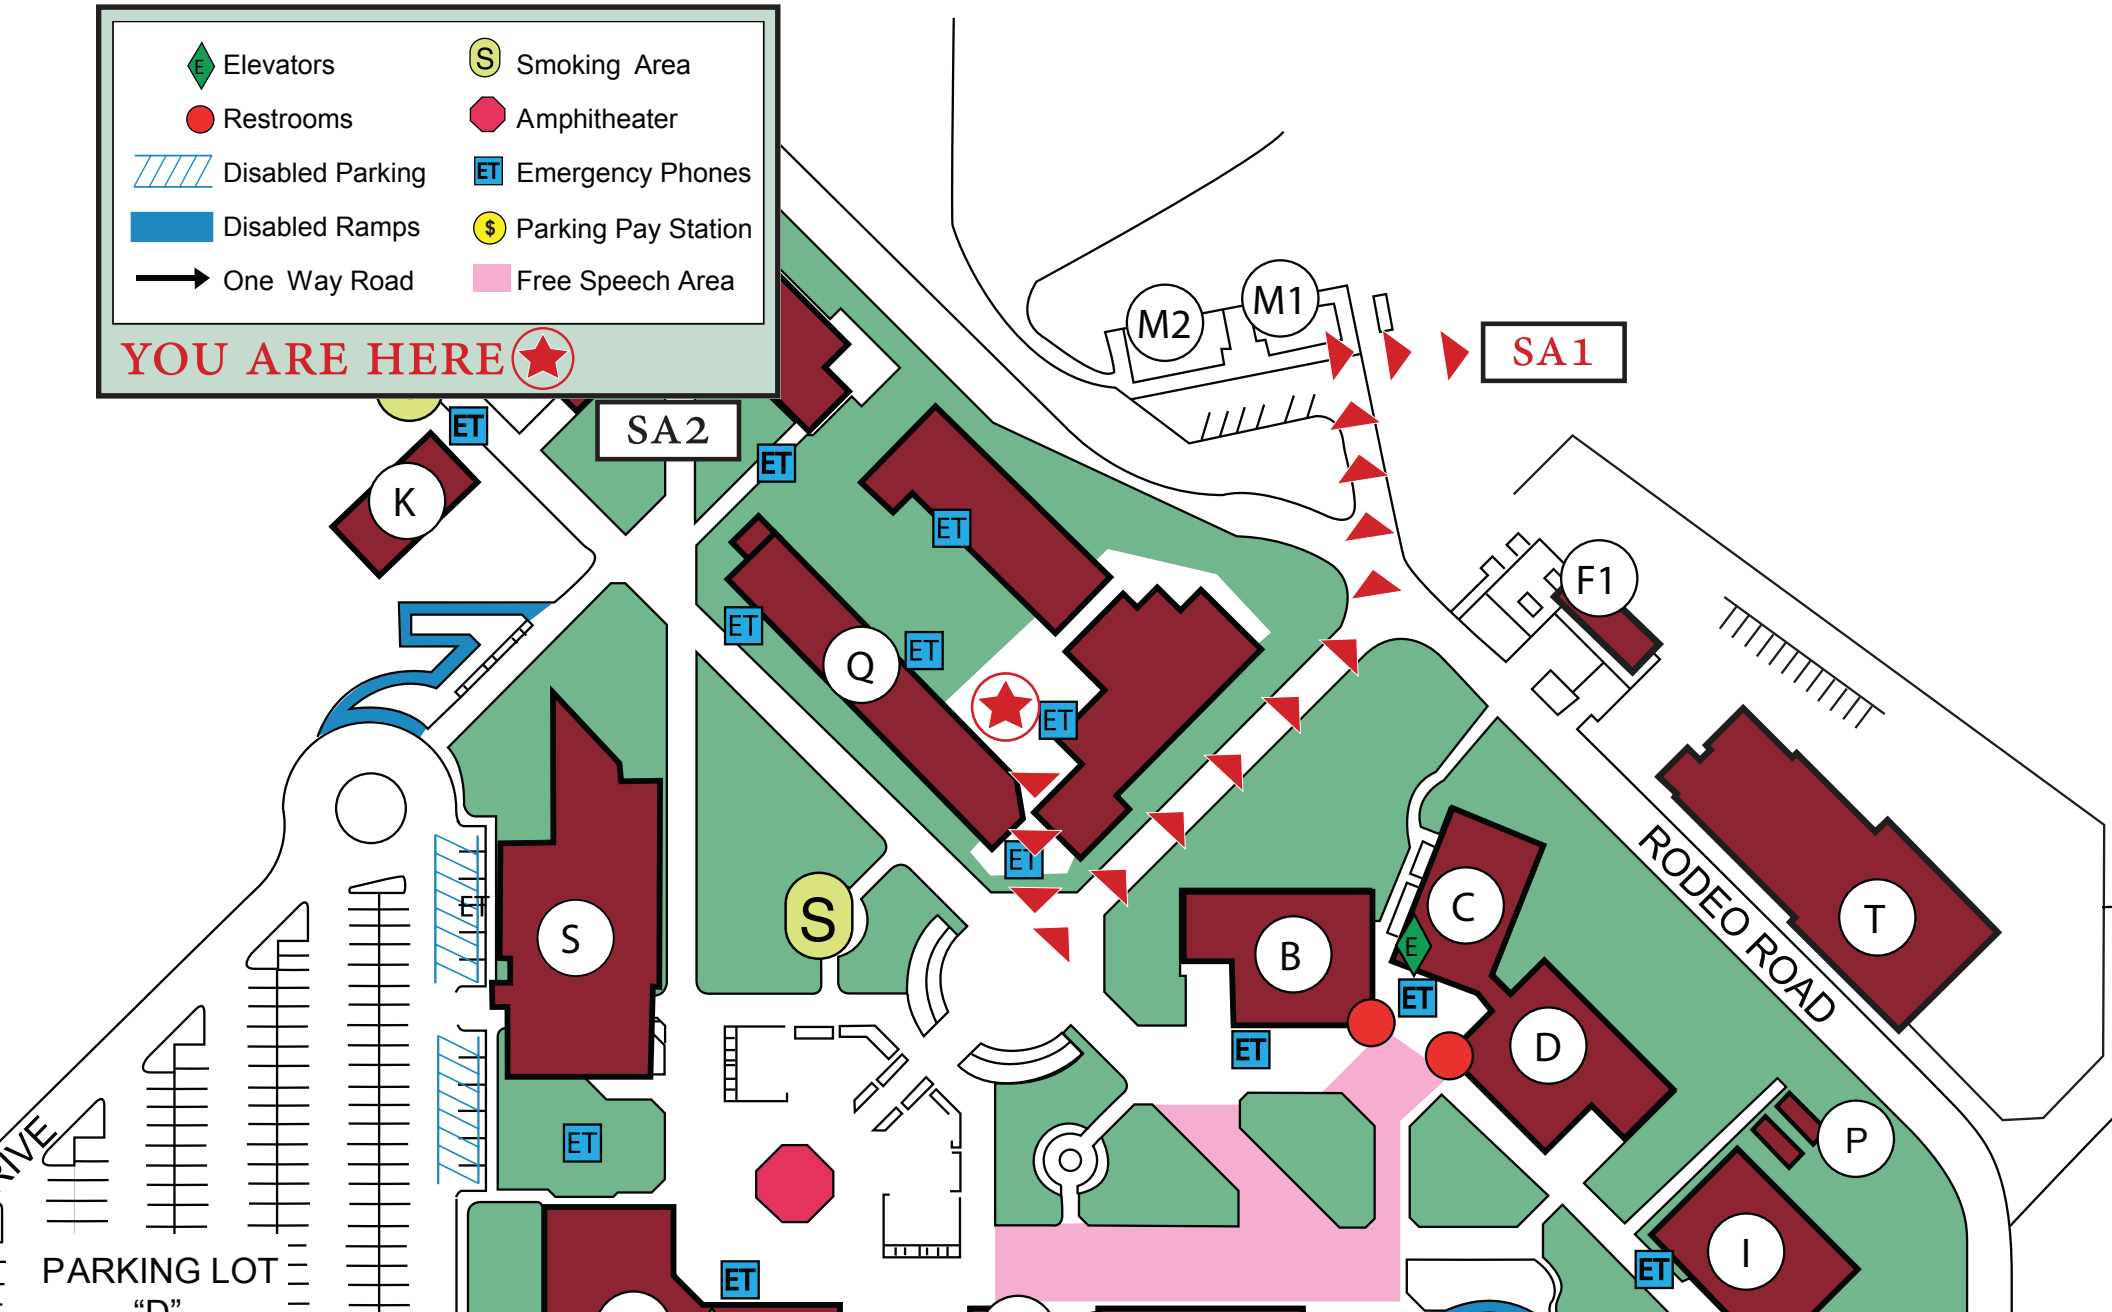 E Elevators
S Smoking Area
Restrooms
Amphitheater
Disabled Parking
ET Emergency Phones
Disabled Ramps
$ Parking Pay Station
One Way Road
Free Speech Area
YOU ARE HERE
M1
M2
SA1
SA2
ET
ET
K
ET
F1
ET
ET
Q
ET
ET
RODEO ROAD
ET
S
C
T
ET
S
B
E
ET
D
ET
ET
P
I
ET
ET
PARKING LOT
“D”